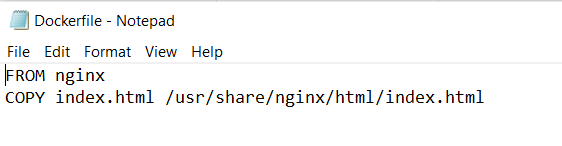 Dockerfile - Notepad
File Edit Format View Help
FROM nginx
COPY index.html /usr/share/nginx/html/index.html